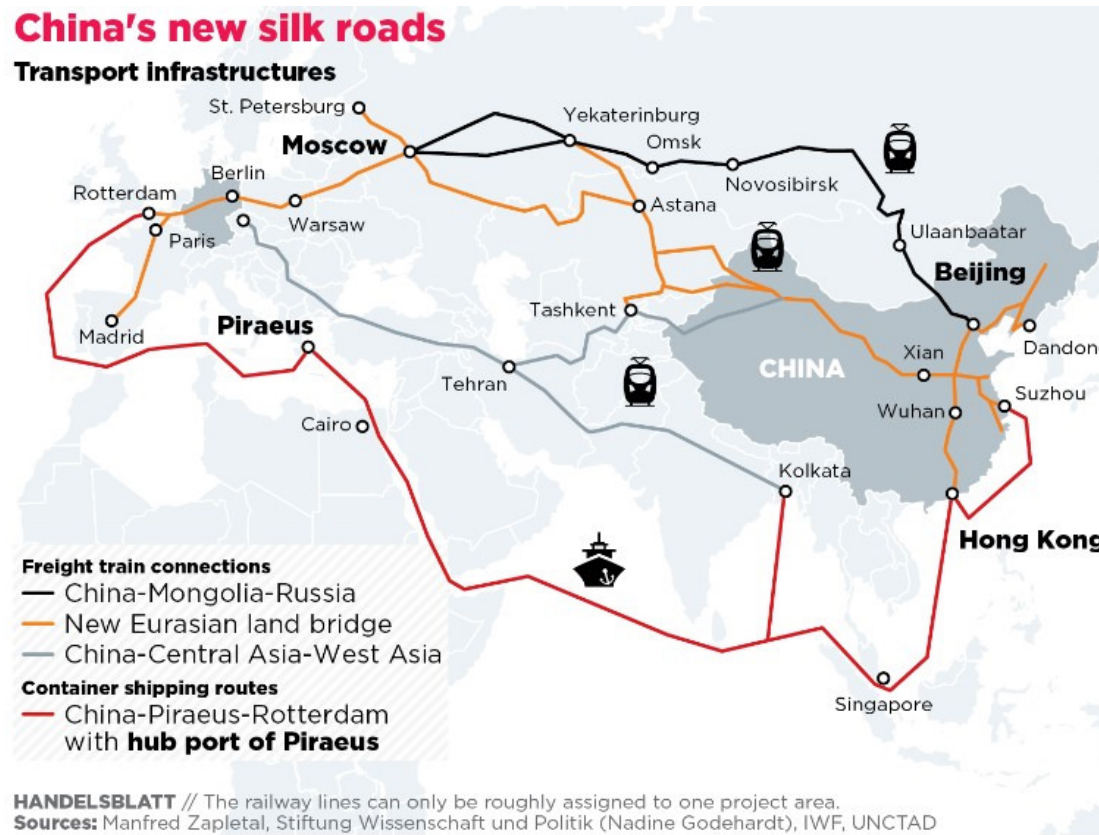 China's new silk roads
Transport infrastructures
St. Petersburg
Yekaterinburg
Moscow
Omsk
Novosibirsk
Berlin
Rotterdam
Warsaw
Paris
Astana
Ulaanbaatar
Beijing
Madrid
Piraeus
Tashkent
Tehran
CHINA
Xian
Dandong
Suzhou
Wuhan
Cairo
Kolkata
Hong Kong
Singapore
Freight train connections
China-Mongolia-Russia
New Eurasian land bridge
China-Central Asia-West Asia
Container shipping routes
China-Piraeus-Rotterdam
with hub port of Piraeus
HANDELSBLATT // The railway lines can only be roughly assigned to one project area.
Sources: Manfred Zapletal, Stiftung Wissenschaft und Politik (Nadine Godehardt), IWF, UNCTAD